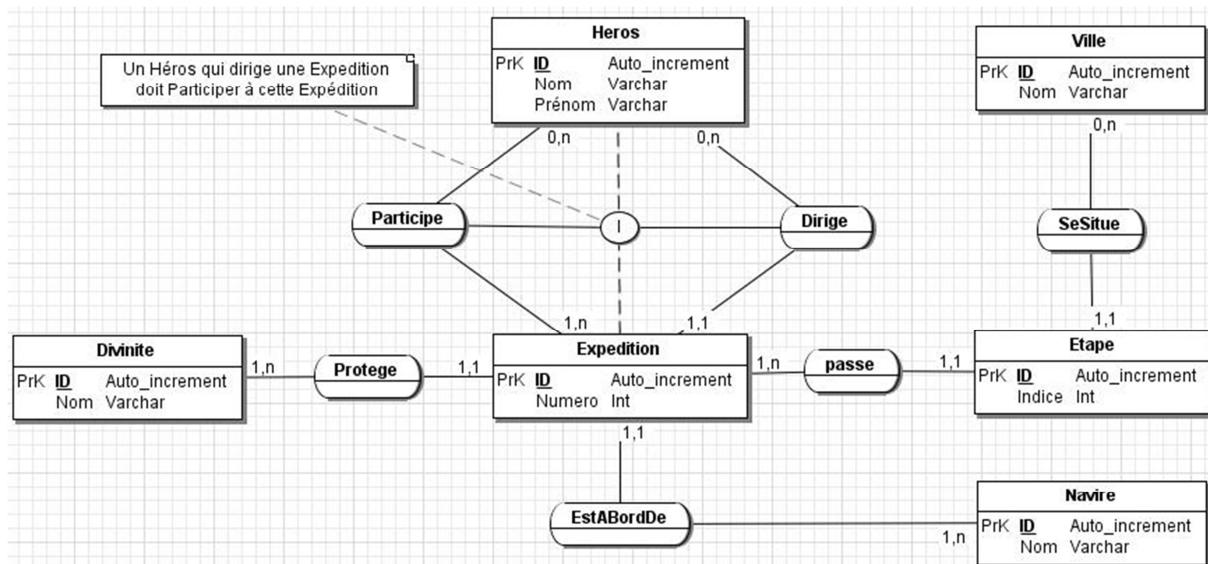 Heros
PrK ID Auto_increment
Nom Varchar
Prénom Varchar
Ville
PrK ID Auto_increment
Nom Varchar
Un Héros qui dirige une Expedition
doit Participer à cette Expédition
0,n
0,n
0,n
Participe
I
Dirige
SeSitue
1,n
1,1
1,1
Divinite
PrK ID Auto_increment
Nom Varchar
1,n
Protege
1,1
Expedition
PrK ID Auto_increment
Numero Int
1,n
passe
1,1
Etape
PrK ID Auto_increment
Indice Int
1,1
EstABordDe
1,n
Navire
PrK ID Auto_increment
Nom Varchar